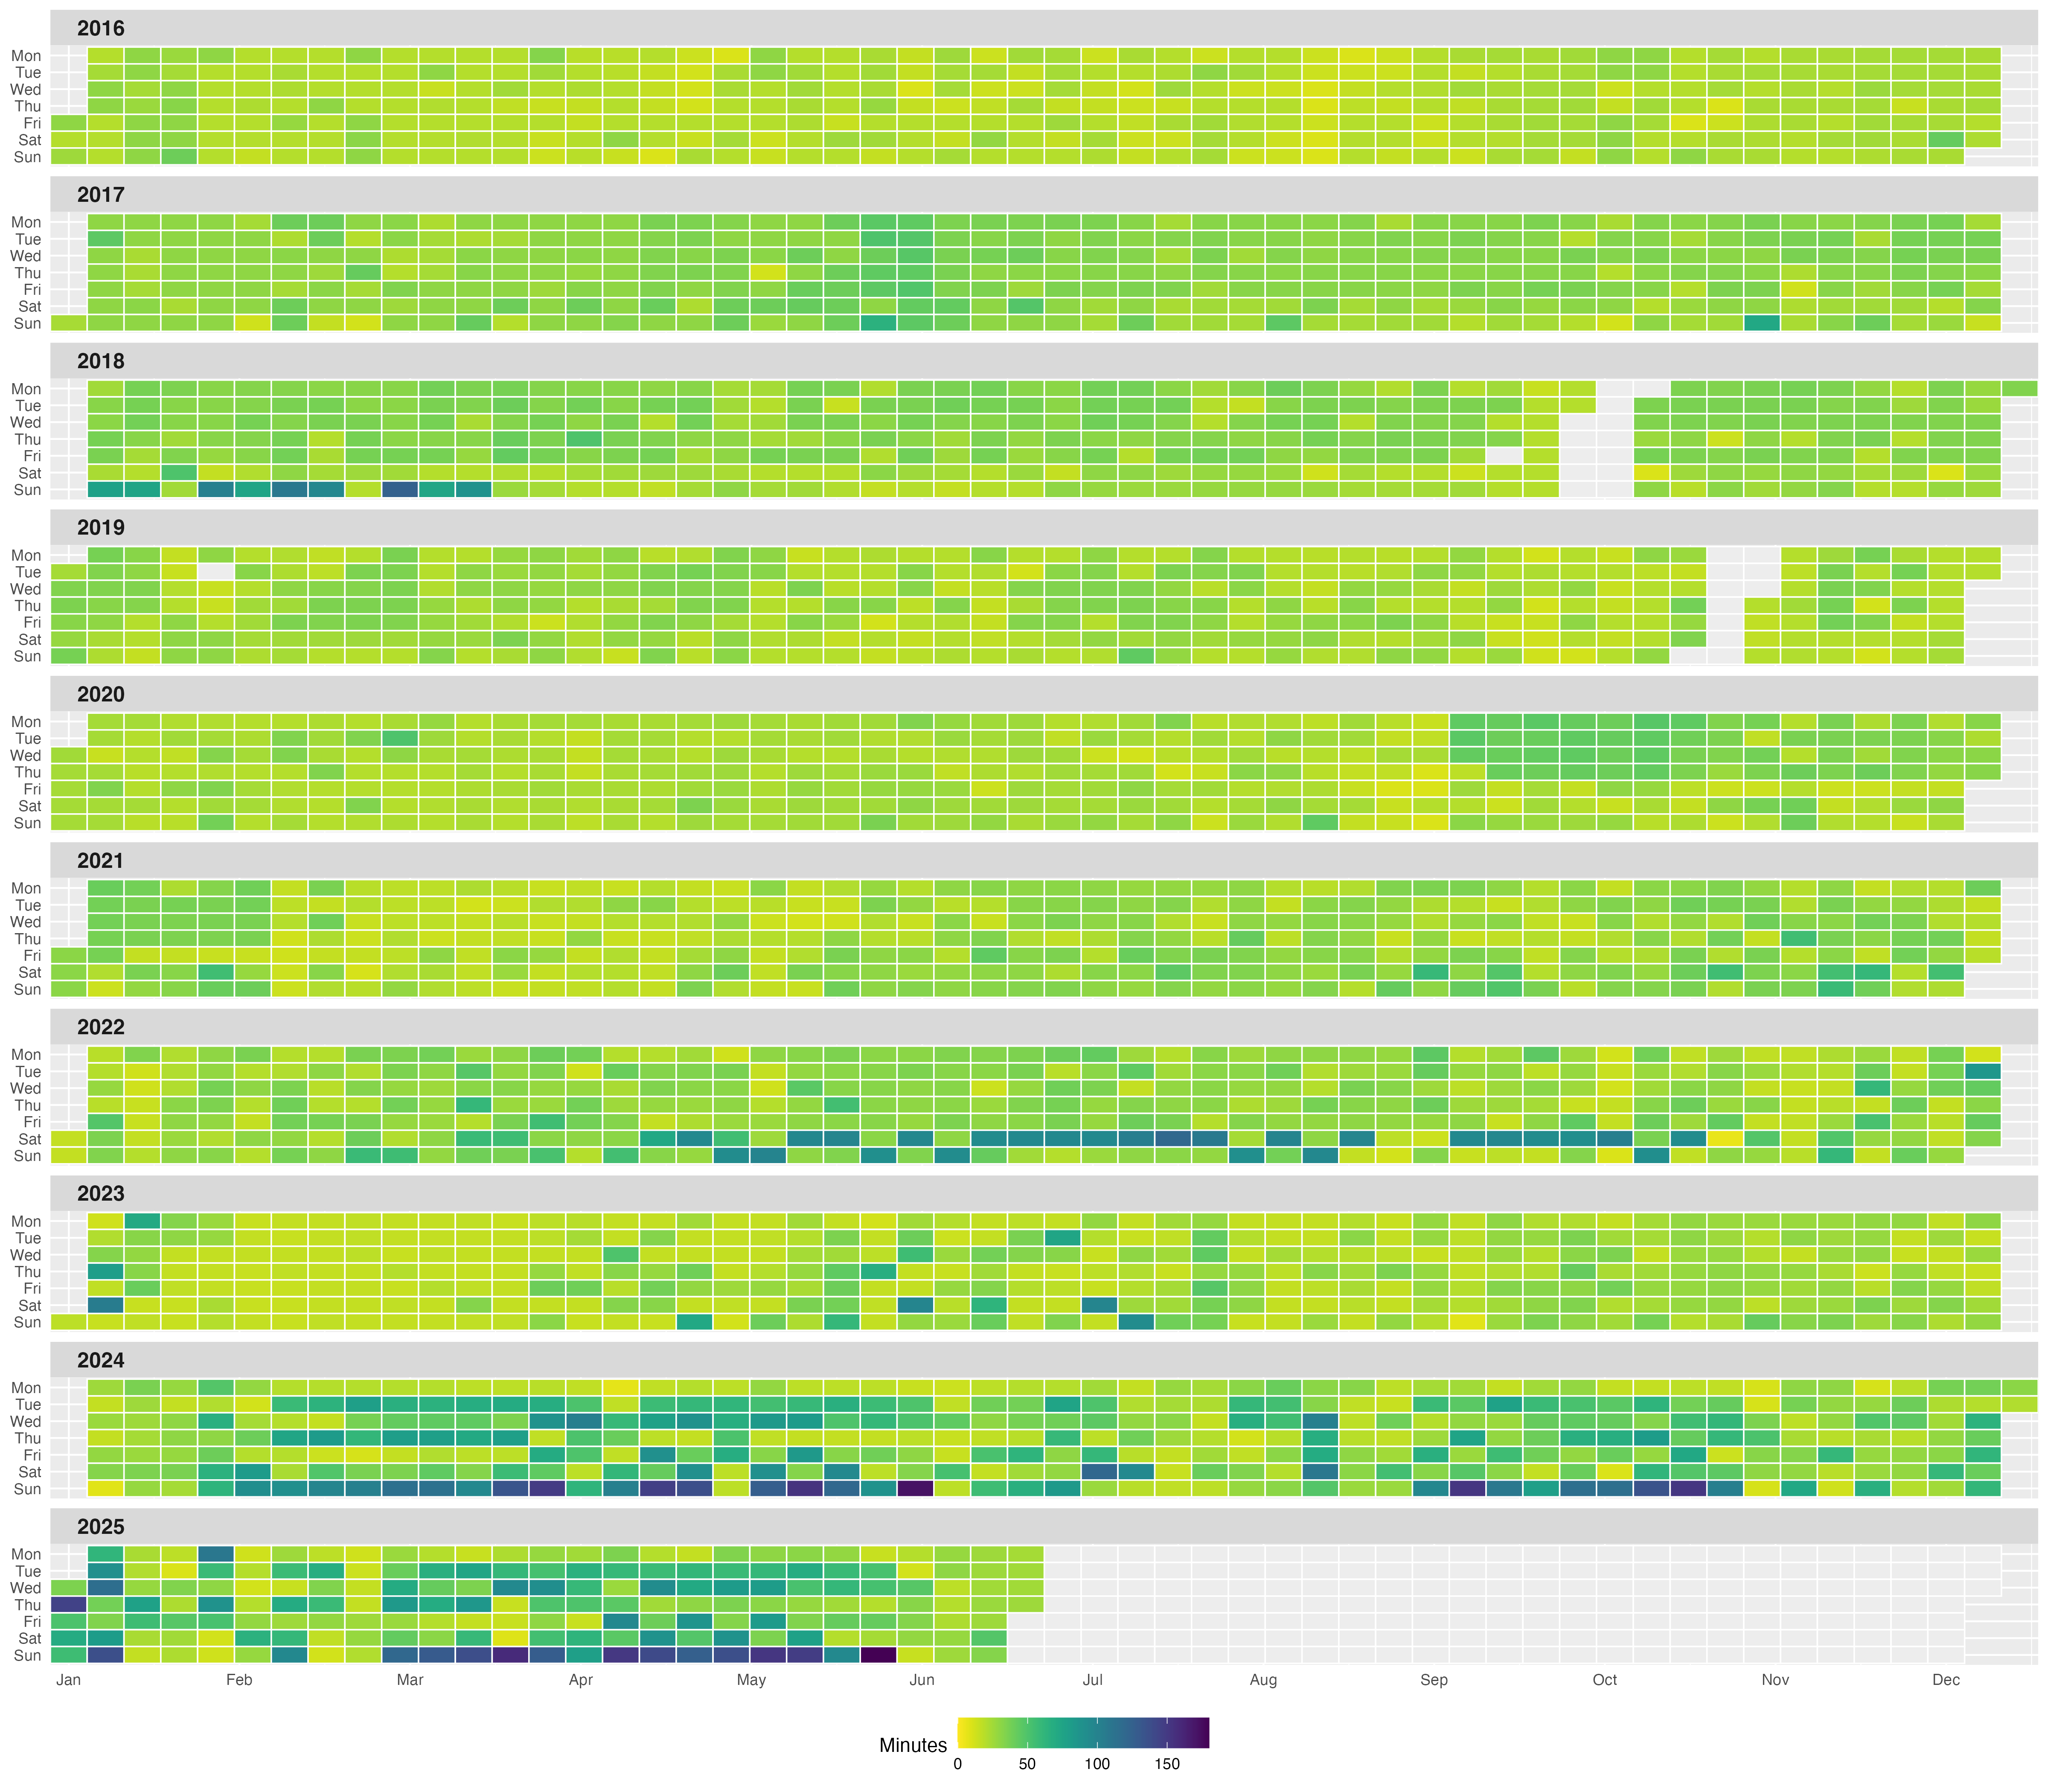 2016
Mon
Tue
Wed
Thu
Fri
Sat
Sun
2017
Mon
Tue
Wed
Thu
Fri
Sat
Sun
2018
Mon
Tue
Wed
Thu
Fri
Sat
Sun
2019
Mon
Tue
Wed
Thu
Fri
Sat
Sun
2020
Mon
Tue
Wed
Thu
Fri
Sat
Sun
2021
Mon
Tue
Wed
Thu
Fri
Sat
Sun
2022
Mon
Tue
Wed
Thu
Fri
Sat
Sun
2023
Mon
Tue
Wed
Thu
Fri
Sat
Sun
2024
Mon
Tue
Wed
Thu
Fri
Sat
Sun
2025
Mon
Tue
Wed
Thu
Fri
Sat
Sun
Jan Feb Mar Apr May Jun Jul Aug Sep Oct Nov Dec
Minutes
0 50 100 150